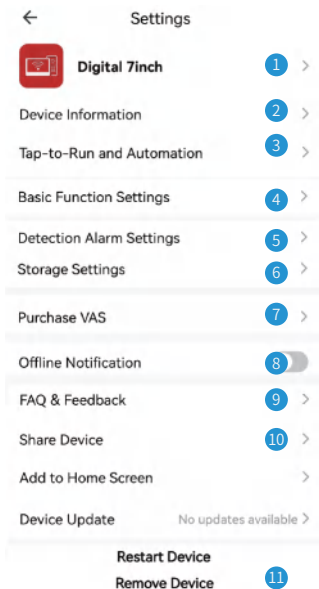 ← Settings
Digital 7inch 1 >
Device Information 2 >
Tap-to-Run and Automation 3 >
Basic Function Settings 4 >
Detection Alarm Settings 5 >
Storage Settings 6 >
Purchase VAS 7 >
Offline Notification 8
FAQ & Feedback 9 >
Share Device 10 >
Add to Home Screen >
Device Update No updates available >
Restart Device
Remove Device 11